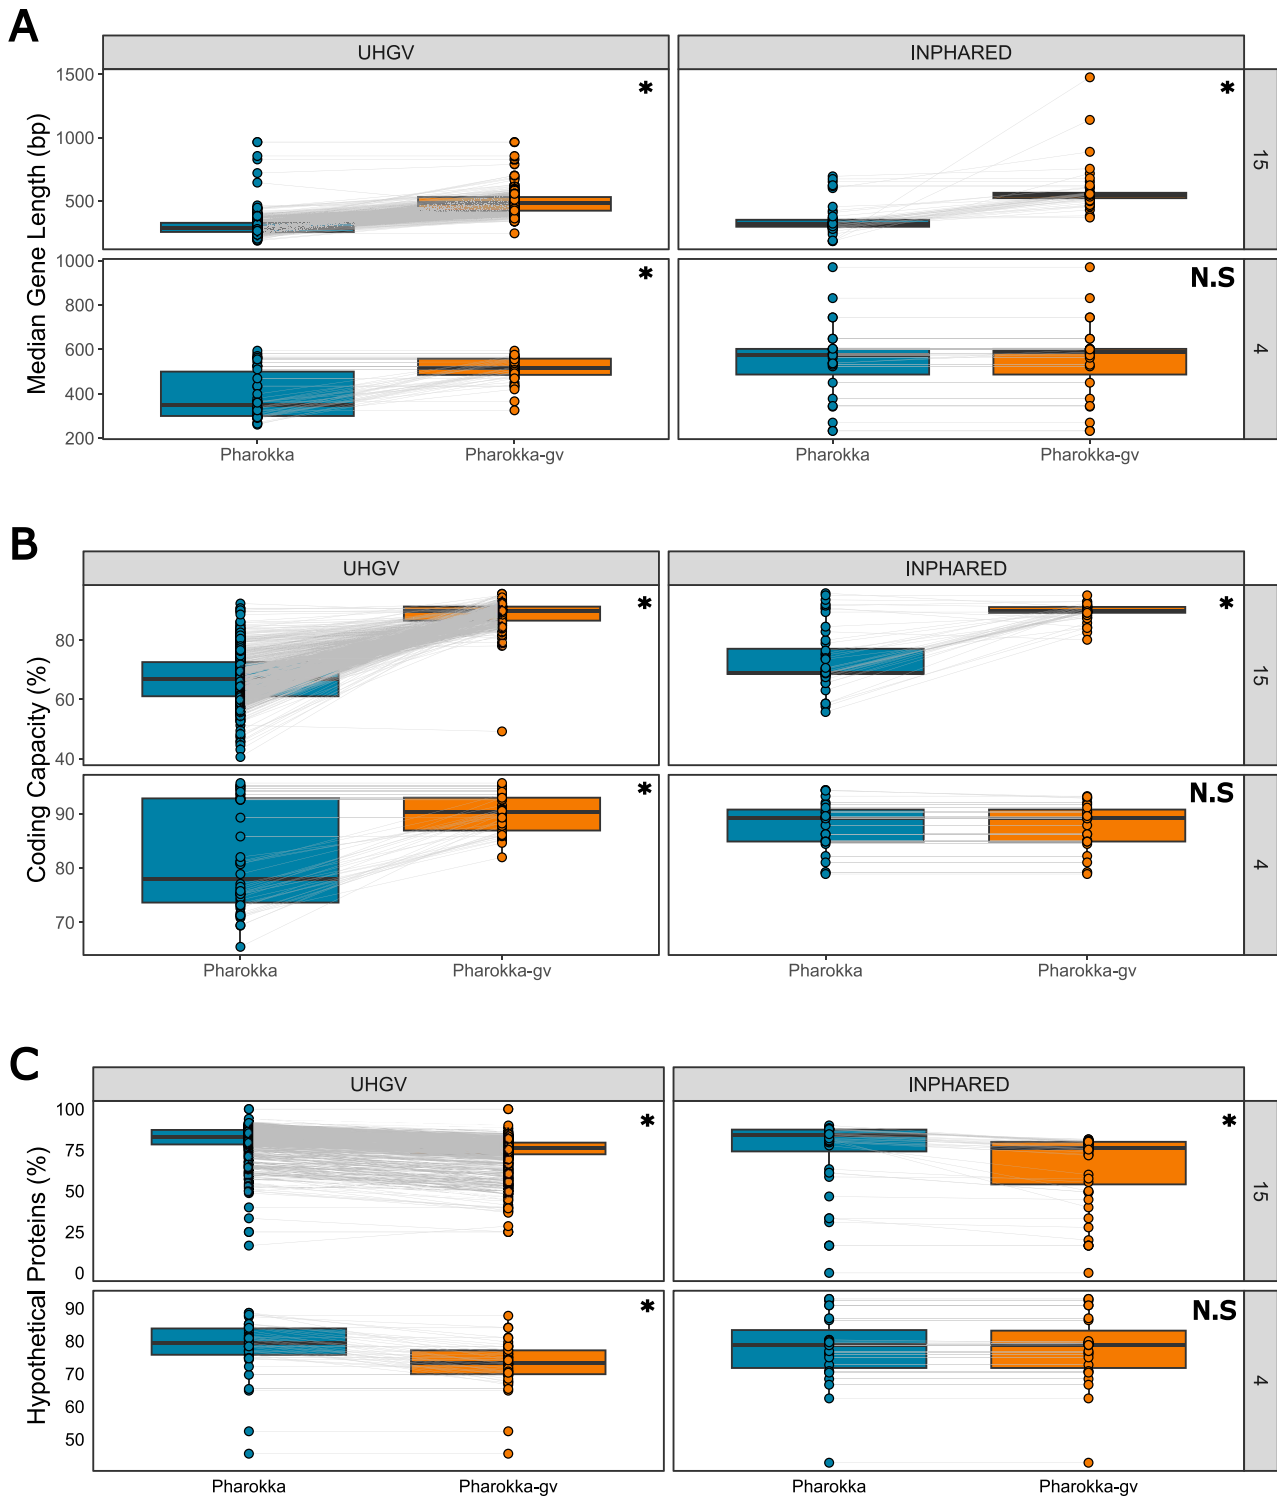 A
UHGV
INPHARED
Median Gene Length (bp)
1500
1000
500
*
*
15
1000
800
600
400
200
*
N.S
4
Pharokka
Pharokka-gv
Pharokka
Pharokka-gv
B
UHGV
INPHARED
Coding Capacity (%)
80
60
40
*
*
15
90
80
70
*
N.S
4
Pharokka
Pharokka-gv
Pharokka
Pharokka-gv
C
UHGV
INPHARED
Hypothetical Proteins (%)
100
75
50
25
0
*
*
15
90
80
70
60
50
*
N.S
4
Pharokka
Pharokka-gv
Pharokka
Pharokka-gv